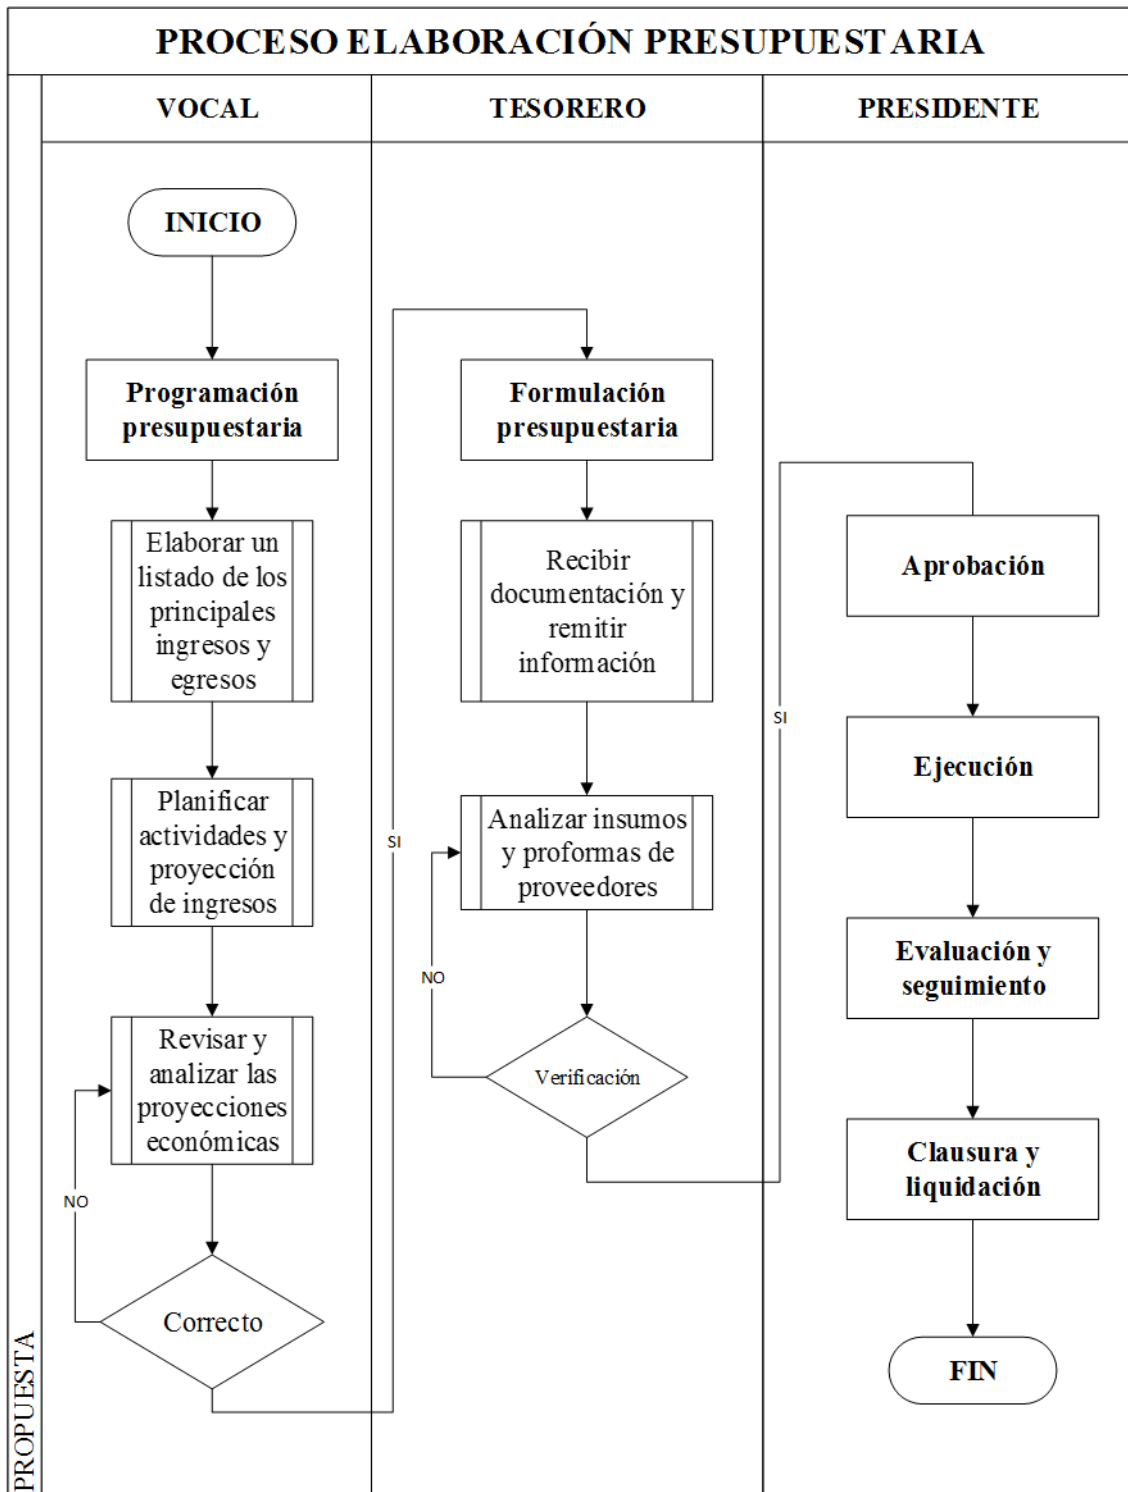 PROCESO ELABORACIÓN PRESUPUESTARIA
VOCAL
TESORERO
PRESIDENTE
INICIO
Programación
presupuestaria
Elaborar un
listado de los
principales
ingresos y
egresos
Planificar
actividades y
proyección
de ingresos
Revisar y
analizar las
proyecciones
económicas
NO
Correcto
SI
Formulación
presupuestaria
Recibir
documentación y
remitir
información
Analizar insumos
y proformas de
proveedores
NO
Verificación
SI
Aprobación
Ejecución
Evaluación y
seguimiento
Clausura y
liquidación
FIN
PROPUESTA